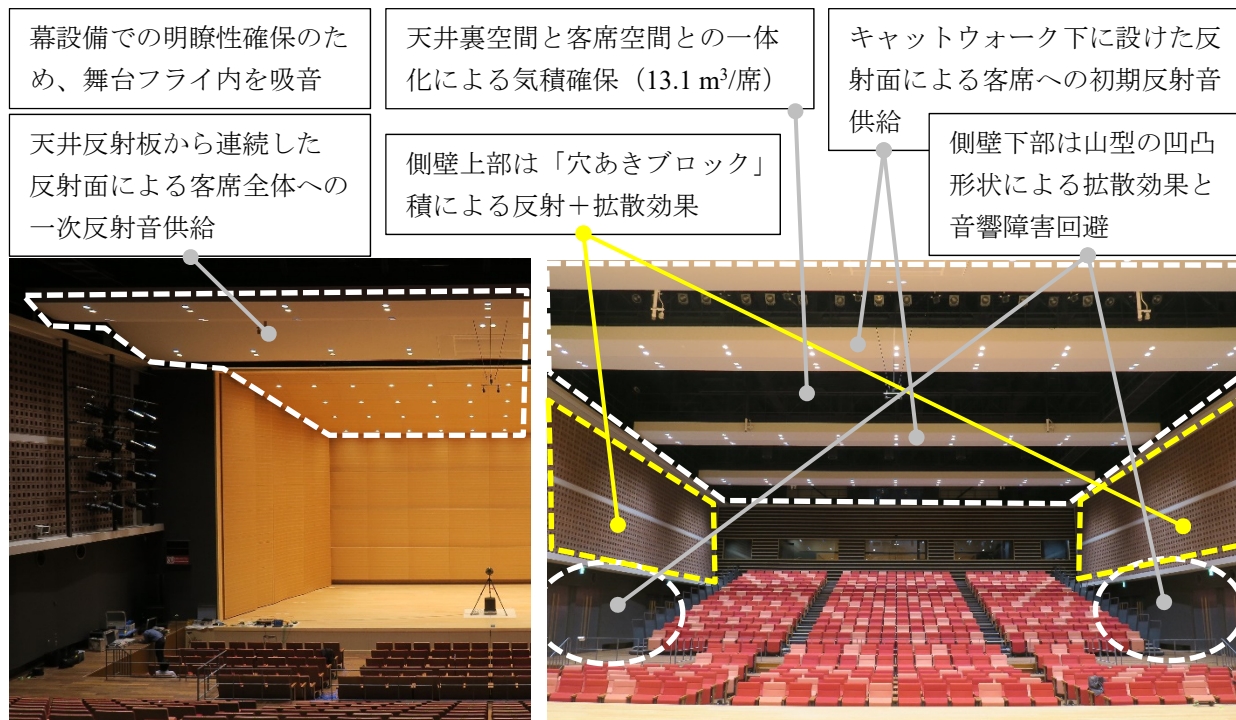 幕設備での明瞭性確保のた
め、舞台フライ内を吸音
天井反射板から連続した
反射面による客席全体への
一次反射音供給
天井裏空間と客席空間との一体
化による気積確保（13.1 m³/席）
側壁上部は「穴あきブロック」
積による反射＋拡散効果
キャットウォーク下に設けた反
射面による客席への初期反射音
供給
側壁下部は山型の凹凸
形状による拡散効果と
音響障害回避